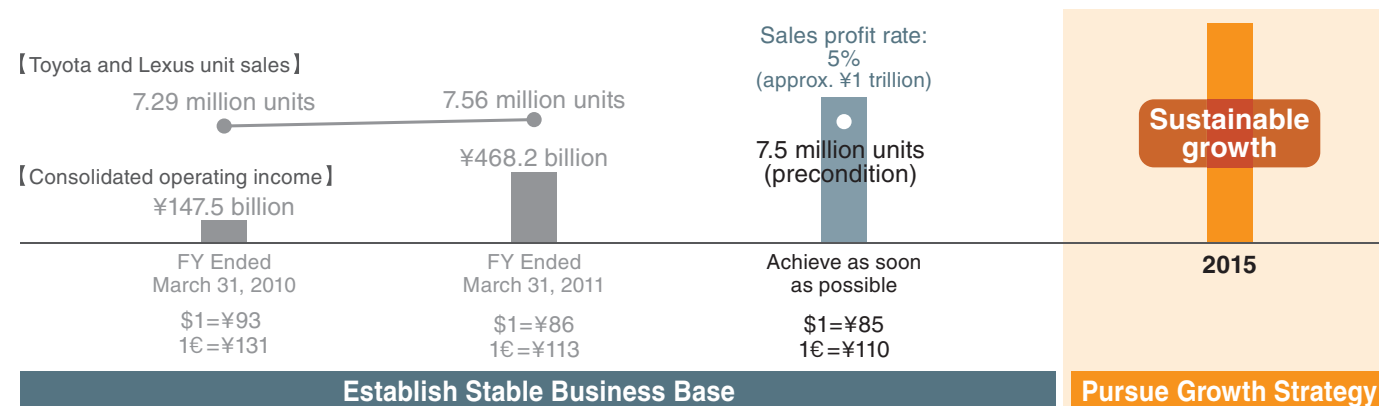 【Toyota and Lexus unit sales】
7.29 million units
7.56 million units
Sales profit rate:
5%
(approx. ¥1 trillion)
7.5 million units
(precondition)
Sustainable
growth
【Consolidated operating income】
¥147.5 billion
¥468.2 billion
FY Ended
March 31, 2010
$1=¥93
1€=¥131
FY Ended
March 31, 2011
$1=¥86
1€=¥113
Achieve as soon
as possible
$1=¥85
1€=¥110
2015
Establish Stable Business Base
Pursue Growth Strategy